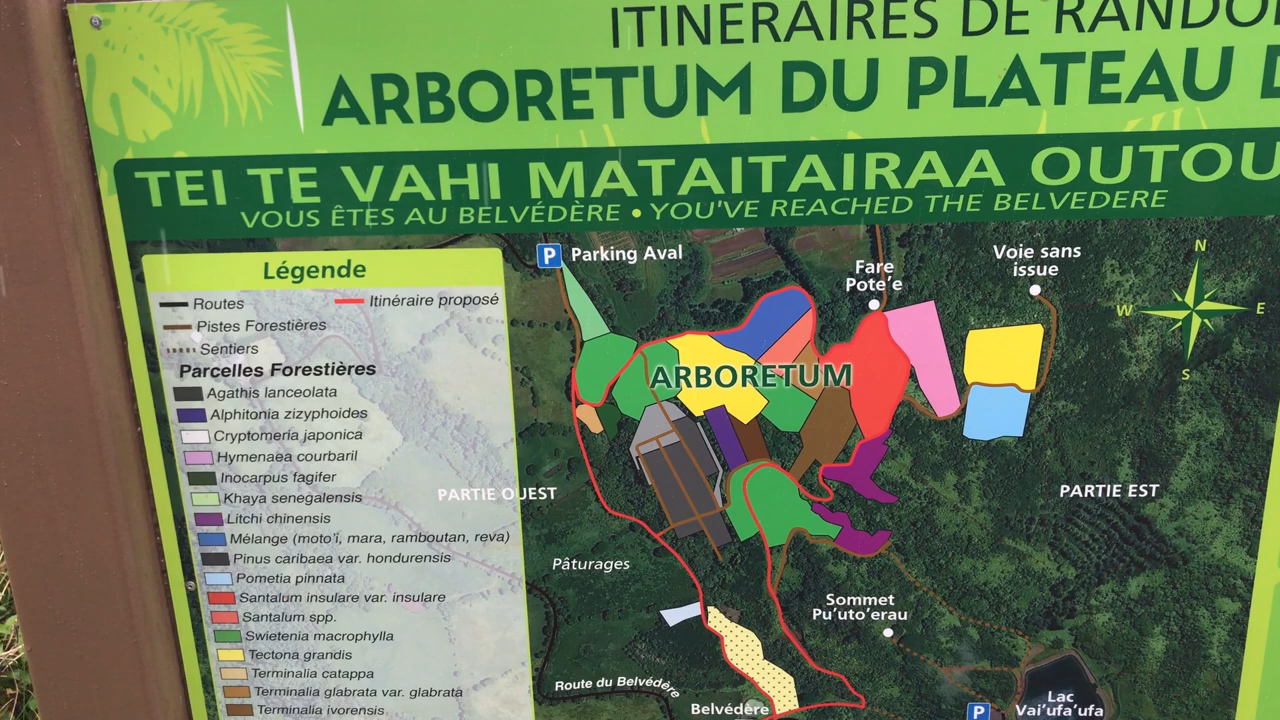 ITINERAIRES DE
ARBORETUM DU PLATEAU
TEI TE VAHI MATAITAIRAA
VOUS ÊTES AU BELVÉDÈRE • YOU'VE REACHED THE BELVEDERE
Légende
Routes
Itinéraire proposé
Pistes Forestières
Sentiers
Parcelles Forestières
Agathis lanceolata
Alphitonia zizyphoides
Cryptomeria japonica
Hymenaea courbaril
Inocarpus fagifer
Khaya senegalensis
Litchi chinensis
Mélange (moto'i, mara, ramboutan, reva)
Pinus caribaea var. hondurensis
Pometia pinnata
Santalum insulare var. insulare
Santalum spp.
Swietenia macrophylla
Tectona grandis
Terminalia catappa
Terminalia glabrata var. glabrata
Terminalia ivorensis
P Parking Aval
Fare
Pote'e
Voie sans
issue
N
W
E
S
ARBORETUM
PARTIE OUEST
PARTIE EST
Pâturages
Sommet
Pu'uto'erau
Route du Belvédère
Belvédère
P
Lac
Vai'ufa'ufa